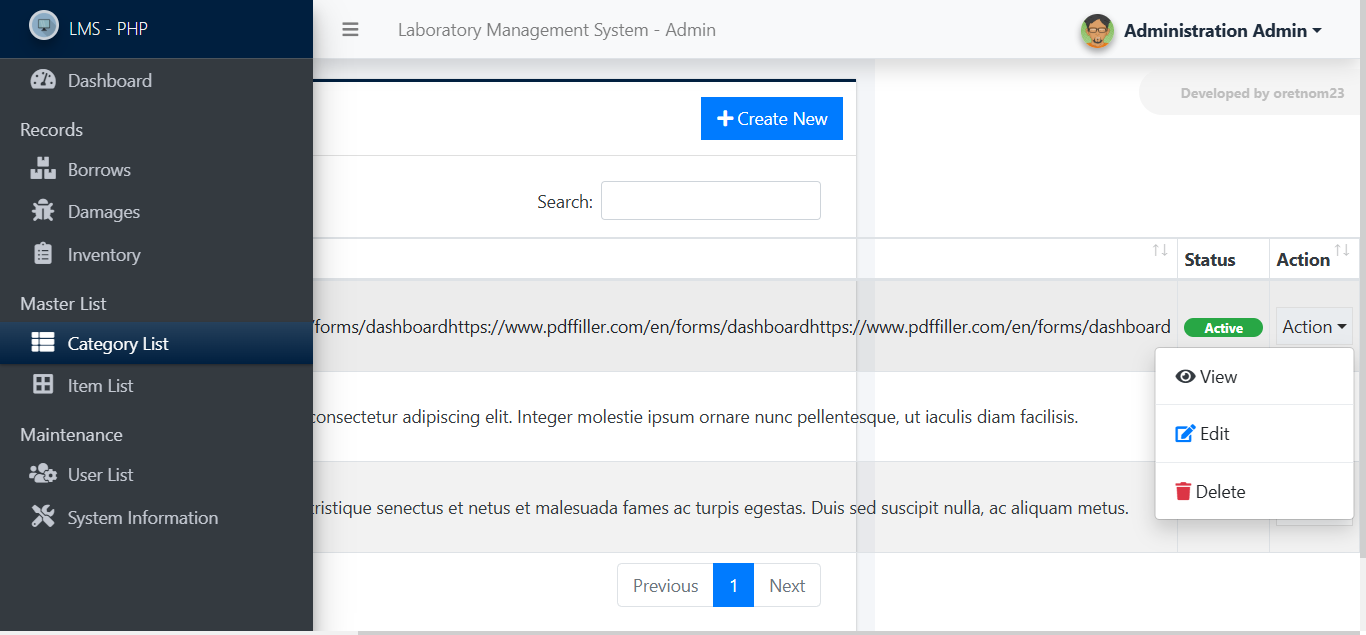 LMS - PHP
Laboratory Management System - Admin
Administration Admin
Dashboard
Records
Borrows
Damages
Inventory
Master List
Category List
Item List
Maintenance
User List
System Information
Developed by oretnom23
Create New
Search:
Status
Action
/forms/dashboardhttps://www.pdffiller.com/en/forms/dashboardhttps://www.pdffiller.com/en/forms/dashboard
Active
Action
View
Edit
Delete
consectetur adipiscing elit. Integer molestie ipsum ornare nunc pellentesque, ut iaculis diam facilisis.
tristique senectus et netus et malesuada fames ac turpis egestas. Duis sed suscipit nulla, ac aliquam metus.
Previous
1
Next